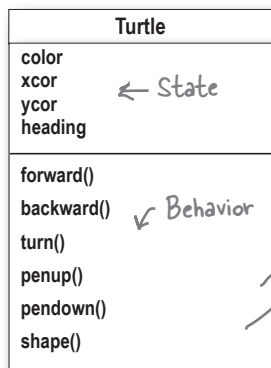 Turtle
color
xcor
ycor
heading
State
forward()
backward()
turn()
penup()
pendown()
shape()
Behavior